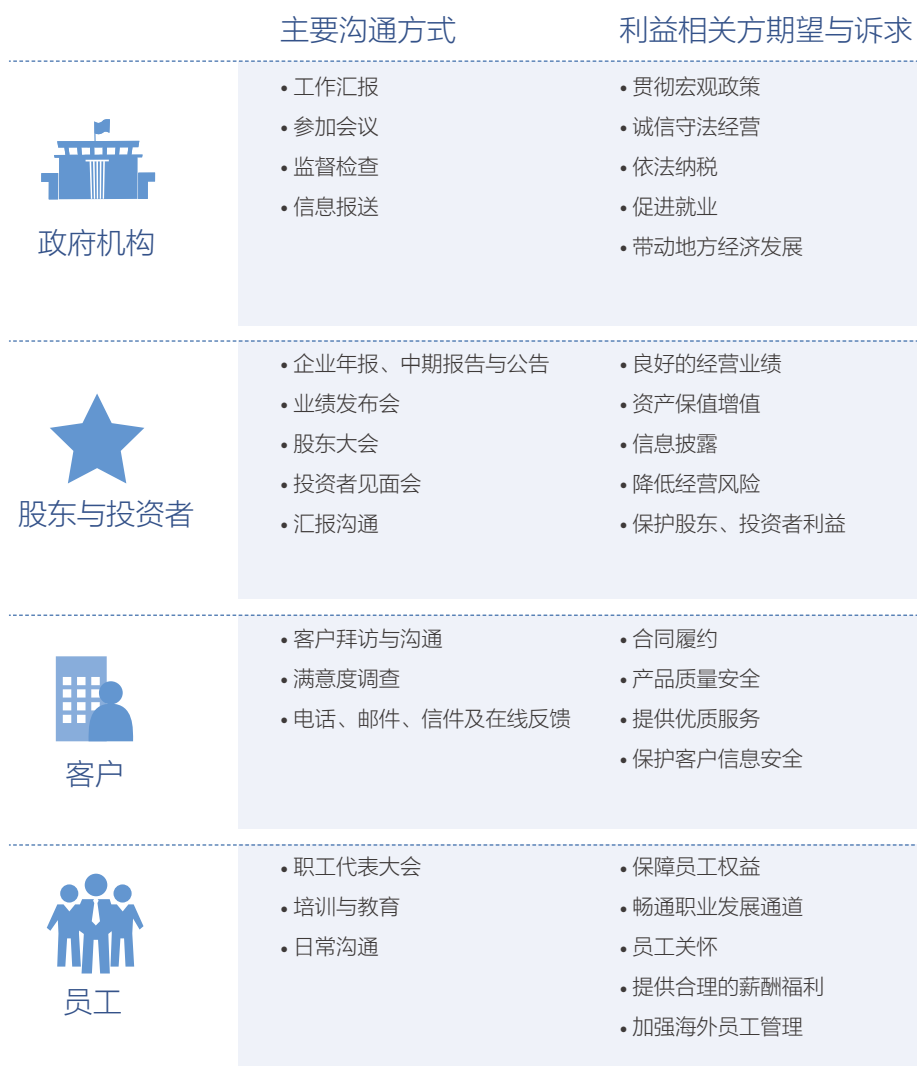 主要沟通方式
利益相关方期望与诉求
政府机构
• 工作汇报
• 参加会议
• 监督检查
• 信息报送
• 贯彻宏观政策
• 诚信守法经营
• 依法纳税
• 促进就业
• 带动地方经济发展
股东与投资者
• 企业年报、中期报告与公告
• 业绩发布会
• 股东大会
• 投资者见面会
• 汇报沟通
• 良好的经营业绩
• 资产保值增值
• 信息披露
• 降低经营风险
• 保护股东、投资者利益
客户
• 客户拜访与沟通
• 满意度调查
• 电话、邮件、信件及在线反馈
• 合同履约
• 产品质量安全
• 提供优质服务
• 保护客户信息安全
员工
• 职工代表大会
• 培训与教育
• 日常沟通
• 保障员工权益
• 畅通职业发展通道
• 员工关怀
• 提供合理的薪酬福利
• 加强海外员工管理